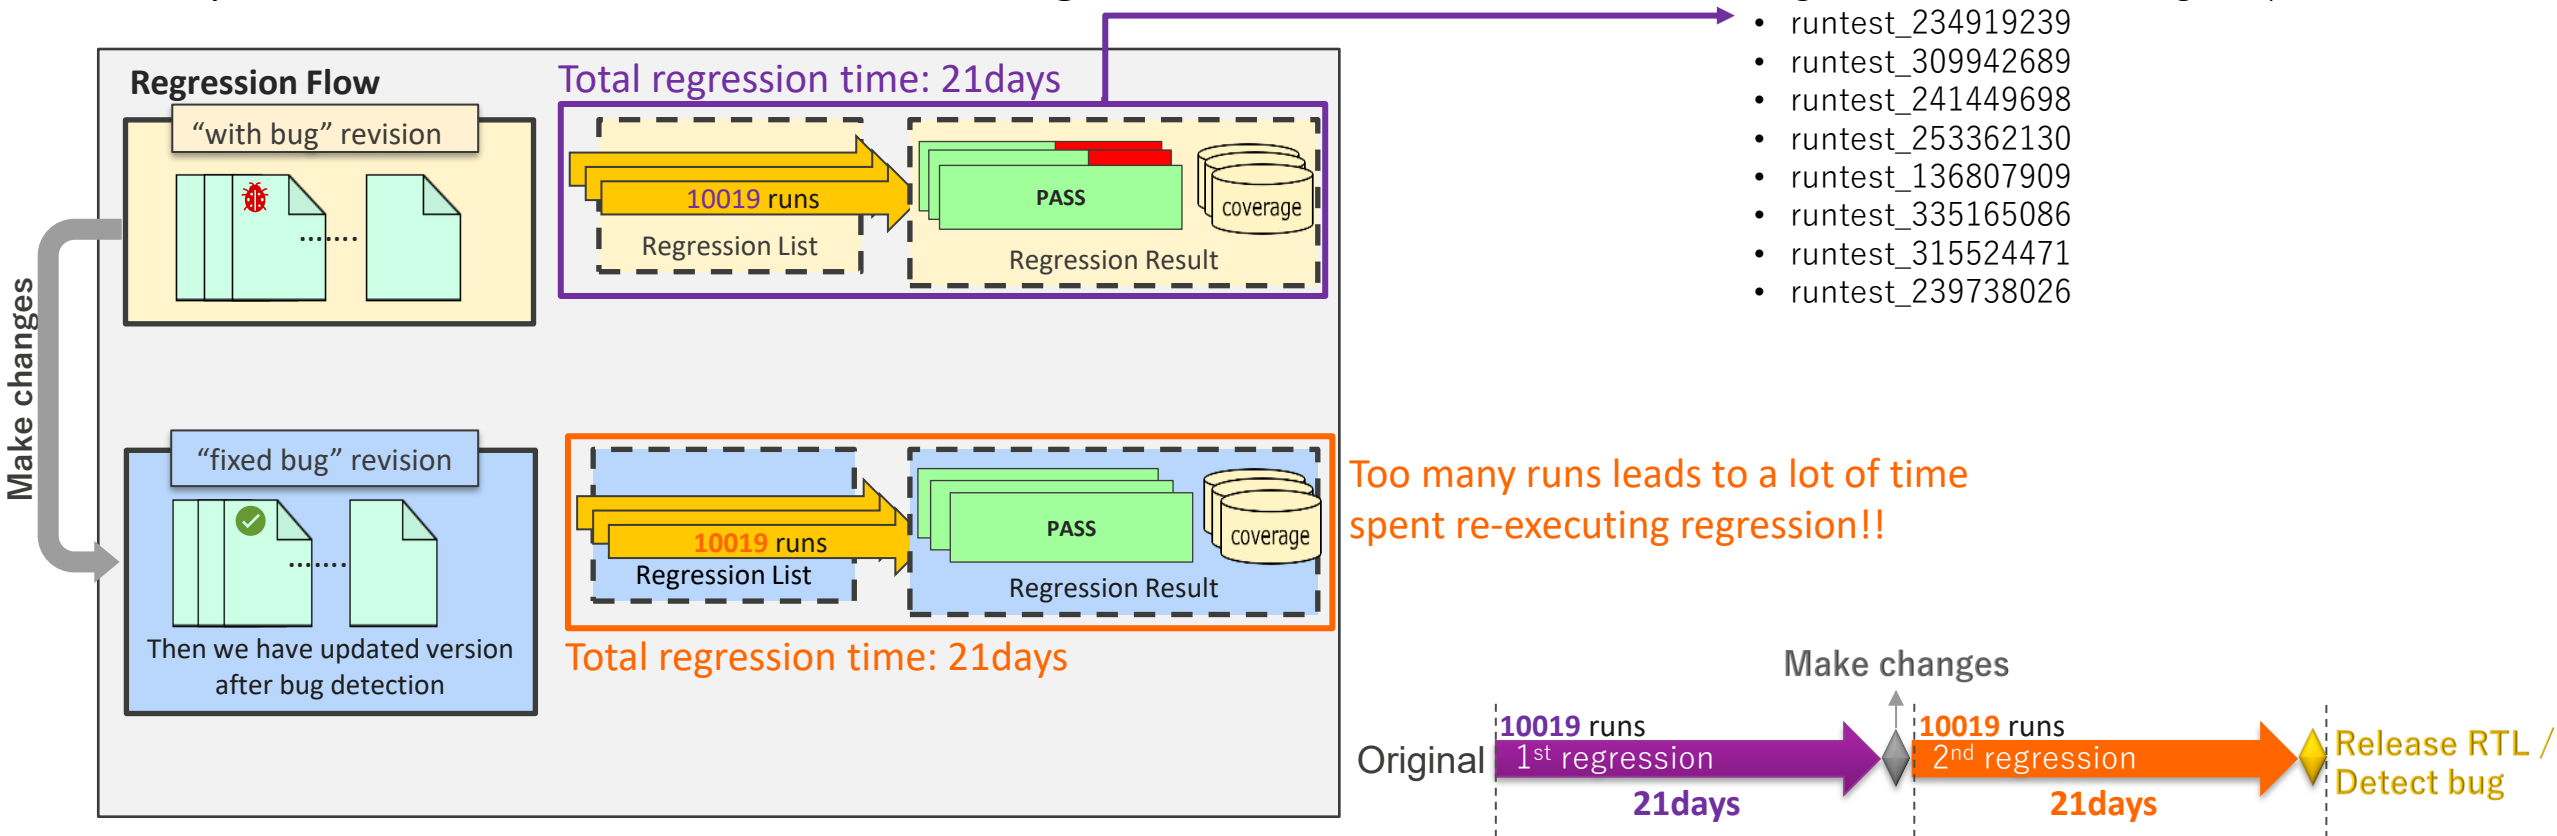 • runtest_234919239
• runtest_309942689
• runtest_241449698
• runtest_253362130
• runtest_136807909
• runtest_335165086
• runtest_315524471
• runtest_239738026
Regression Flow
Total regression time: 21days
“with bug” revision
.......
10019 runs
Regression List
PASS
coverage
Regression Result
Make changes
“fixed bug” revision
.......
Then we have updated version
after bug detection
10019 runs
Regression List
PASS
coverage
Regression Result
Total regression time: 21days
Too many runs leads to a lot of time
spent re-executing regression!!
Make changes
Original
10019 runs
1st regression
21days
10019 runs
2nd regression
21days
Release RTL /
Detect bug